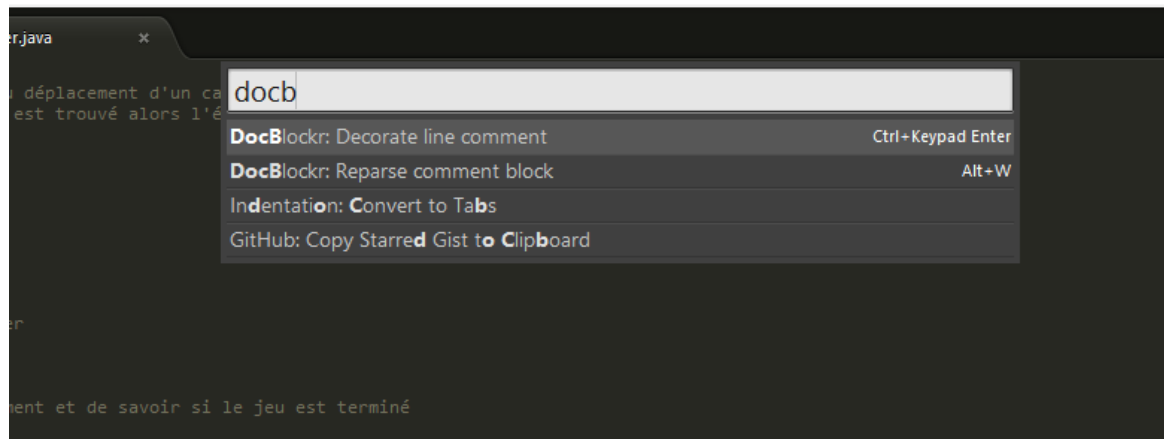 er.java ×
déplacement d'un ca
est trouvé alors l'é
docb
DocBlockr: Decorate line comment Ctrl+Keypad Enter
DocBlockr: Reparse comment block Alt+W
Indentation: Convert to Tabs
GitHub: Copy Starred Gist to Clipboard
er
ment et de savoir si le jeu est terminé